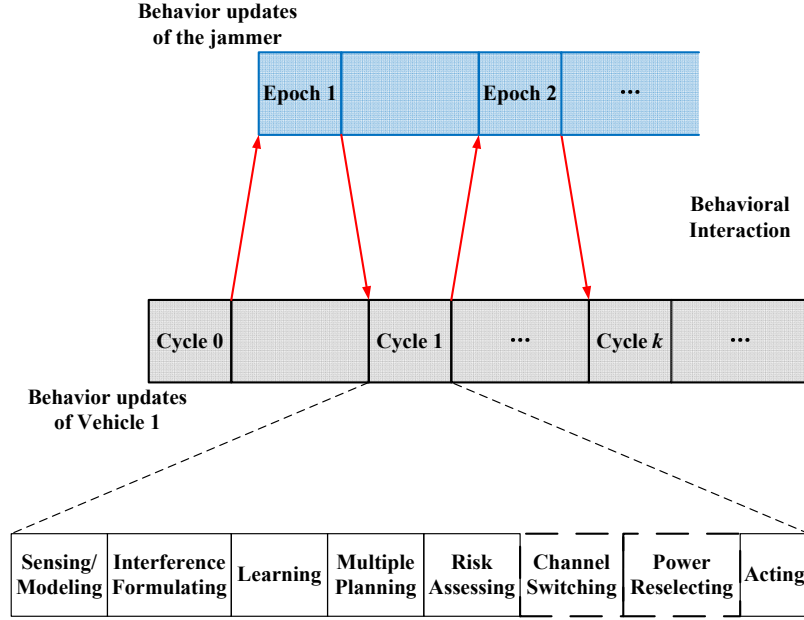 Behavior updates
of the jammer
Epoch 1
Epoch 2
...
Behavioral
Interaction
Cycle 0
Cycle 1
...
Cycle k
...
Behavior updates
of Vehicle 1
Sensing/
Modeling
Interference
Formulating
Learning
Multiple
Planning
Risk
Assessing
Channel
Switching
Power
Reselecting
Acting